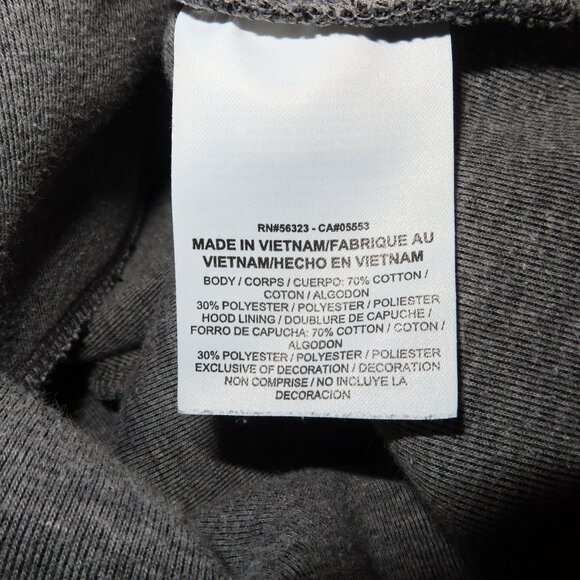 RN#56323 - CA#05553
MADE IN VIETNAM/FABRIQUE AU
VIETNAM/HECHO EN VIETNAM
BODY / CORPS / CUERPO: 70% COTTON /
COTON / ALGODON
30% POLYESTER / POLYESTER / POLIESTER
HOOD LINING / DOUBLURE DE CAPUCHE /
FORRO DE CAPUCHA: 70% COTTON / COTON /
ALGODON
30% POLYESTER / POLYESTER / POLIESTER
EXCLUSIVE OF DECORATION / DECORATION
NON COMPRISE / NO INCLUYE LA
DECORACION